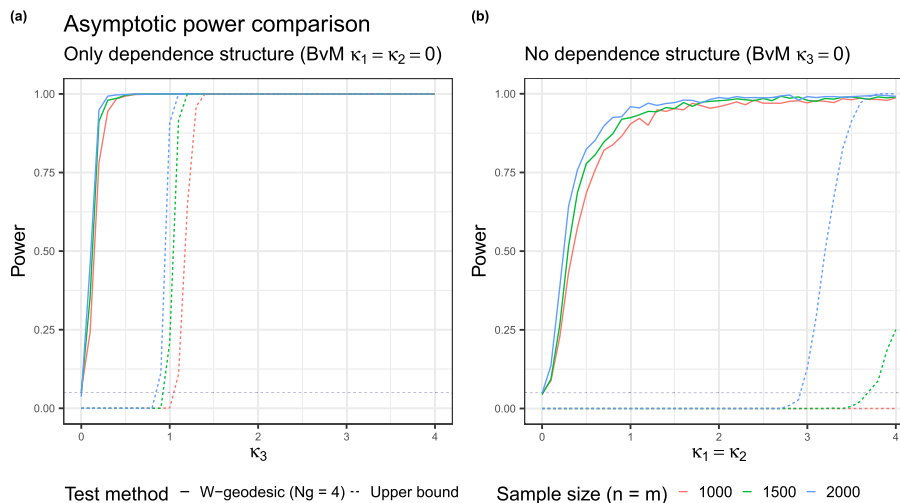 (a)
Asymptotic power comparison
Only dependence structure (BvM κ₁ = κ₂ = 0)
Power
1.00
0.75
0.50
0.25
0.00
0 1 2 3 4
κ₃
(b)
No dependence structure (BvM κ₃ = 0)
Power
1.00
0.75
0.50
0.25
0.00
0 1 2 3 4
κ₁ = κ₂
Test method W-geodesic (Ng = 4) Upper bound
Sample size (n = m) 1000 1500 2000